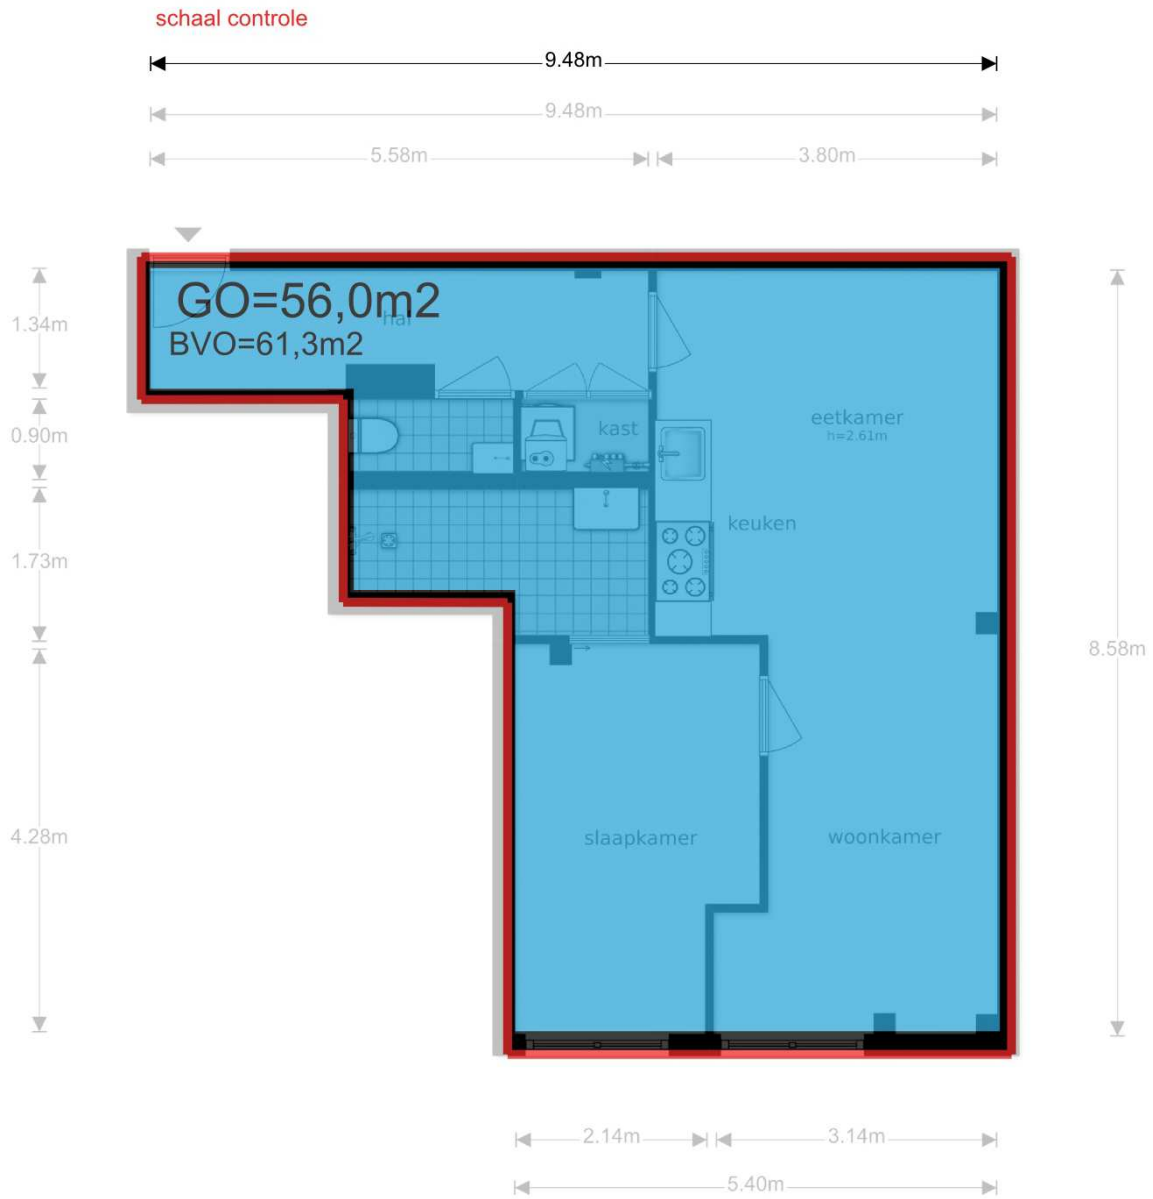 schaal controle
9.48m
9.48m
5.58m
3.80m
GO=56,0m2
hal
BVO=61,3m2
1.34m
0.90m
1.73m
4.28m
8.58m
eetkamer
h=2.61m
kast
keuken
slaapkamer
woonkamer
2.14m
3.14m
5.40m